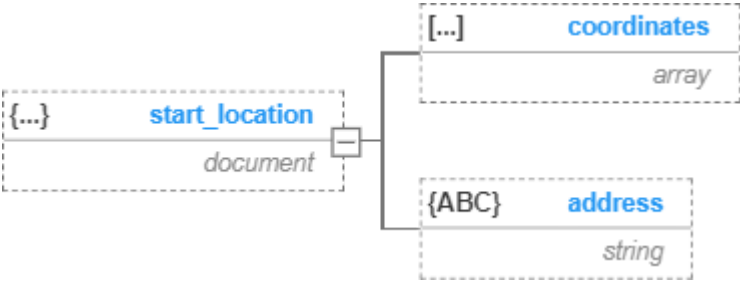 [...] coordinates
array
{...} start_location
document
{ABC} address
string